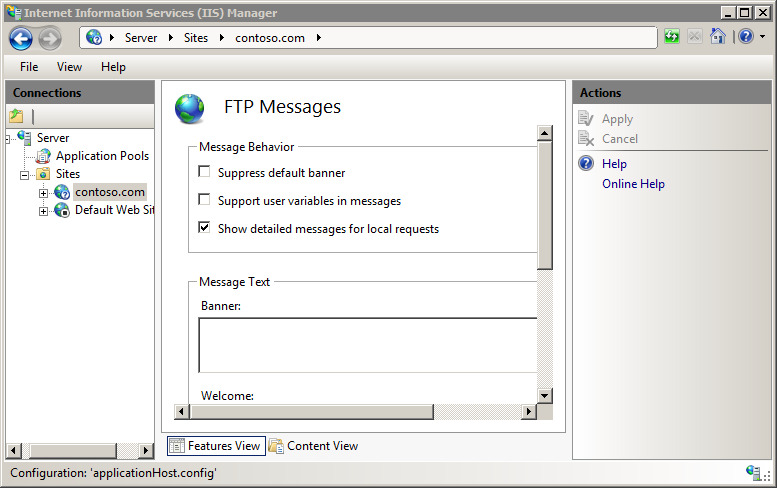 Internet Information Services (IIS) Manager
Server Sites contoso.com
File View Help
Connections
Server
Application Pools
Sites
contoso.com
Default Web Sit
FTP Messages
Message Behavior
Suppress default banner
Support user variables in messages
Show detailed messages for local requests
Message Text
Banner:
Welcome:
Features View Content View
Actions
Apply
Cancel
Help
Online Help
Configuration: 'applicationHost.config'